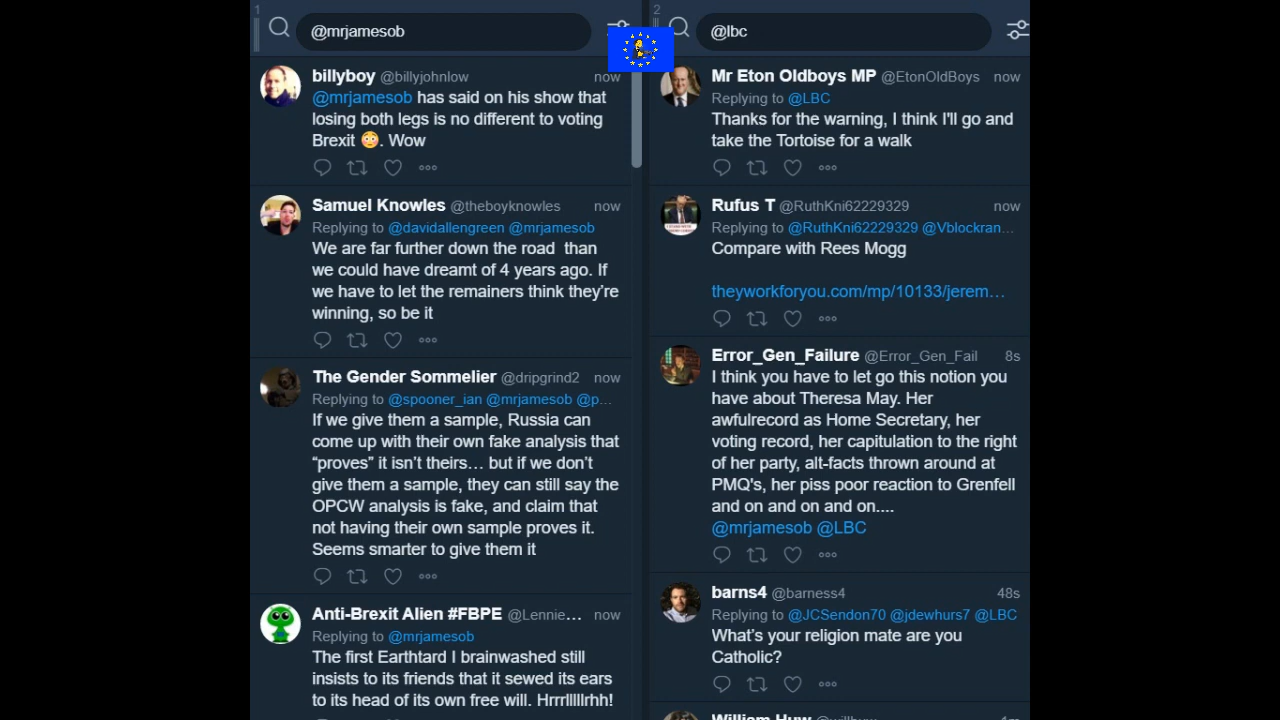 1
@mrjamesob
billyboy @billyjohnlow now
@mrjamesob has said on his show that
losing both legs is no different to voting
Brexit 😳. Wow
Samuel Knowles @theboyknowles now
Replying to @davidallengreen @mrjamesob
We are far further down the road than
we could have dreamt of 4 years ago. If
we have to let the remainers think they're
winning, so be it
The Gender Sommelier @dripgrind2 now
Replying to @spooner_ian @mrjamesob @p…
If we give them a sample, Russia can
come up with their own fake analysis that
“proves” it isn’t theirs… but if we don’t
give them a sample, they can still say the
OPCW analysis is fake, and claim that
not having their own sample proves it.
Seems smarter to give them it
Anti-Brexit Alien #FBPE @Lennie… now
Replying to @mrjamesob
The first Earthtard I brainwashed still
insists to its friends that it sewed its ears
to its head of its own free will. Hrrrlllllrhh!
2
@lbc
Mr Eton Oldboys MP @EtonOldBoys now
Replying to @LBC
Thanks for the warning, I think I'll go and
take the Tortoise for a walk
Rufus T @RuthKni62229329 now
Replying to @RuthKni62229329 @Vblockran…
Compare with Rees Mogg
theyworkforyou.com/mp/10133/jerem…
Error_Gen_Failure @Error_Gen_Fail 8s
I think you have to let go this notion you
have about Theresa May. Her
awfulrecord as Home Secretary, her
voting record, her capitulation to the right
of her party, alt-facts thrown around at
PMQ's, her piss poor reaction to Grenfell
and on and on and on....
@mrjamesob @LBC
barns4 @barness4 48s
Replying to @JCSendon70 @jdewhurs7 @LBC
What’s your religion mate are you
Catholic?
William Huw @willhuw 1m